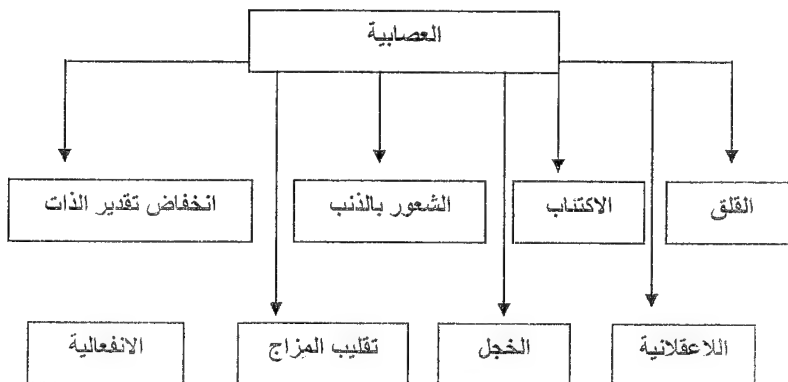 العصابية
القلق
الاكتئاب
الشعور بالذنب
انخفاض تقدير الذات
اللاعقلانية
الخجل
تقليب المزاج
الانفعالية